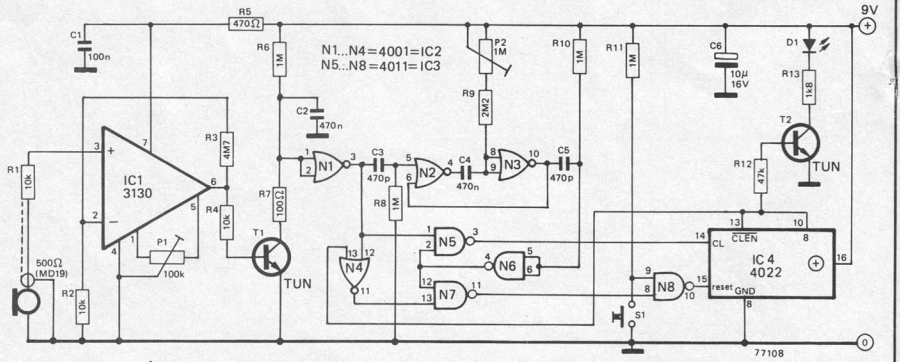 9V
R5
470Ω
C1
100n
R6
1M
N1...N4=4001=IC2
N5...N8=4011=IC3
P2
1M
R10
1M
R11
1M
C6
10µ
16V
D1
R13
1k8
R9
2M2
C2
470n
T2
TUN
R3
4M7
7
3
R1
10k
IC1
3130
6
2
5
R4
10k
1
4
P1
100k
1
2
N1
3
C3
470p
5
6
N2
4
C4
470n
8
9
N3
10
C5
470p
R7
100Ω
R8
1M
T1
TUN
R12
47k
500Ω
(MD19)
R2
10k
13
12
N4
11
1
2
N5
3
4
N6
5
6
12
13
N7
11
9
8
N8
10
15
14
13
10
8
CL
CLEN
IC 4
4022
16
reset
GND
8
S1
77108
0